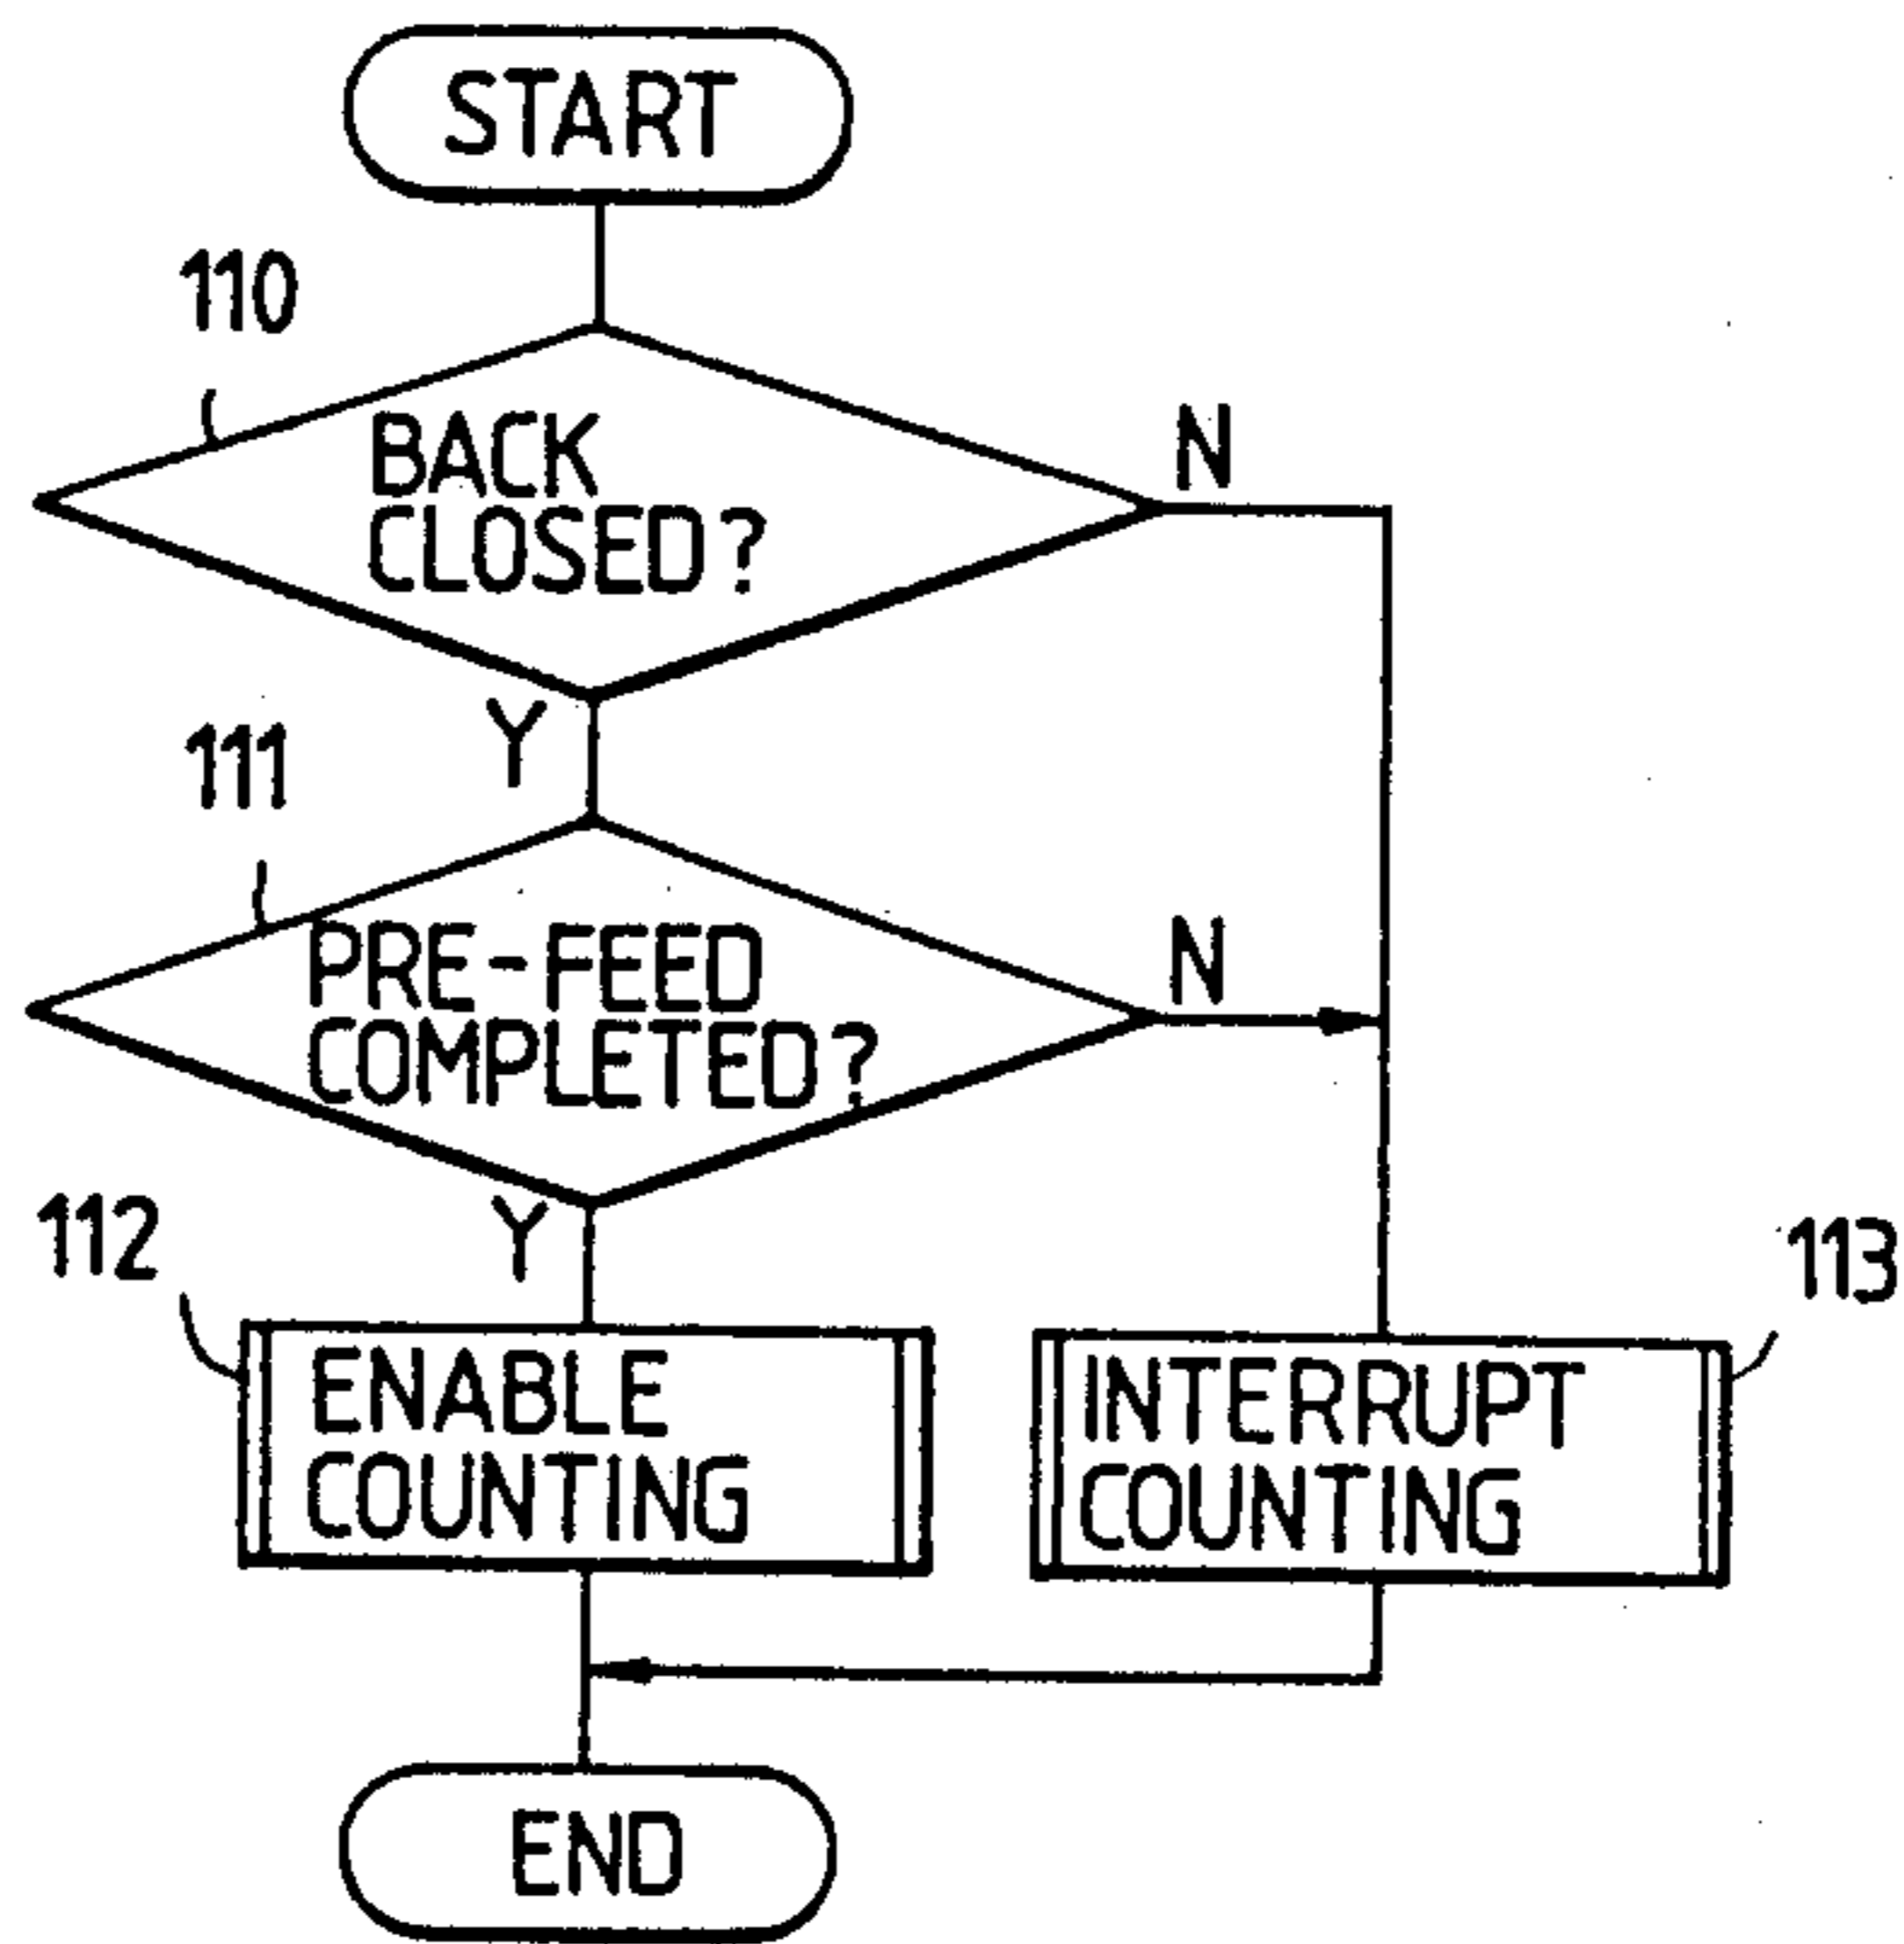 START
110
BACK
CLOSED?
N
Y
111
PRE-FEED
COMPLETED?
N
Y
112
ENABLE
COUNTING
113
INTERRUPT
COUNTING
END